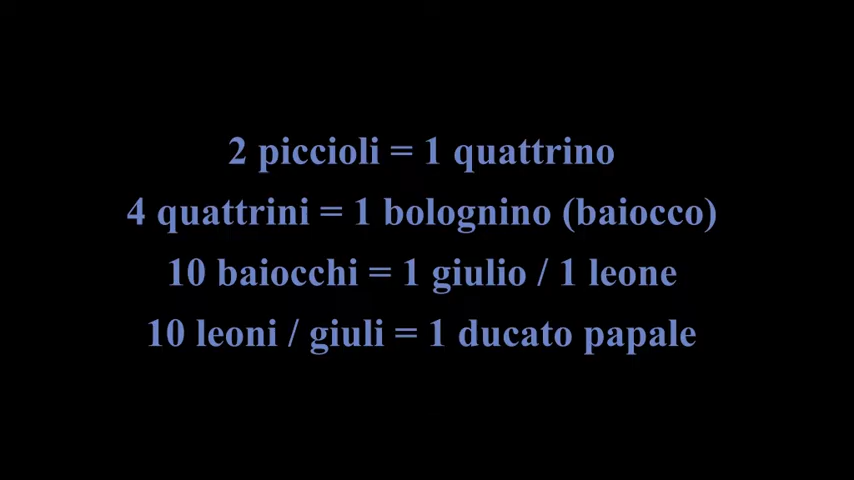 2 piccioli = 1 quattrino
4 quattrini = 1 bolognino (baiocco)
10 baiocchi = 1 giulio / 1 leone
10 leoni / giuli = 1 ducato papale